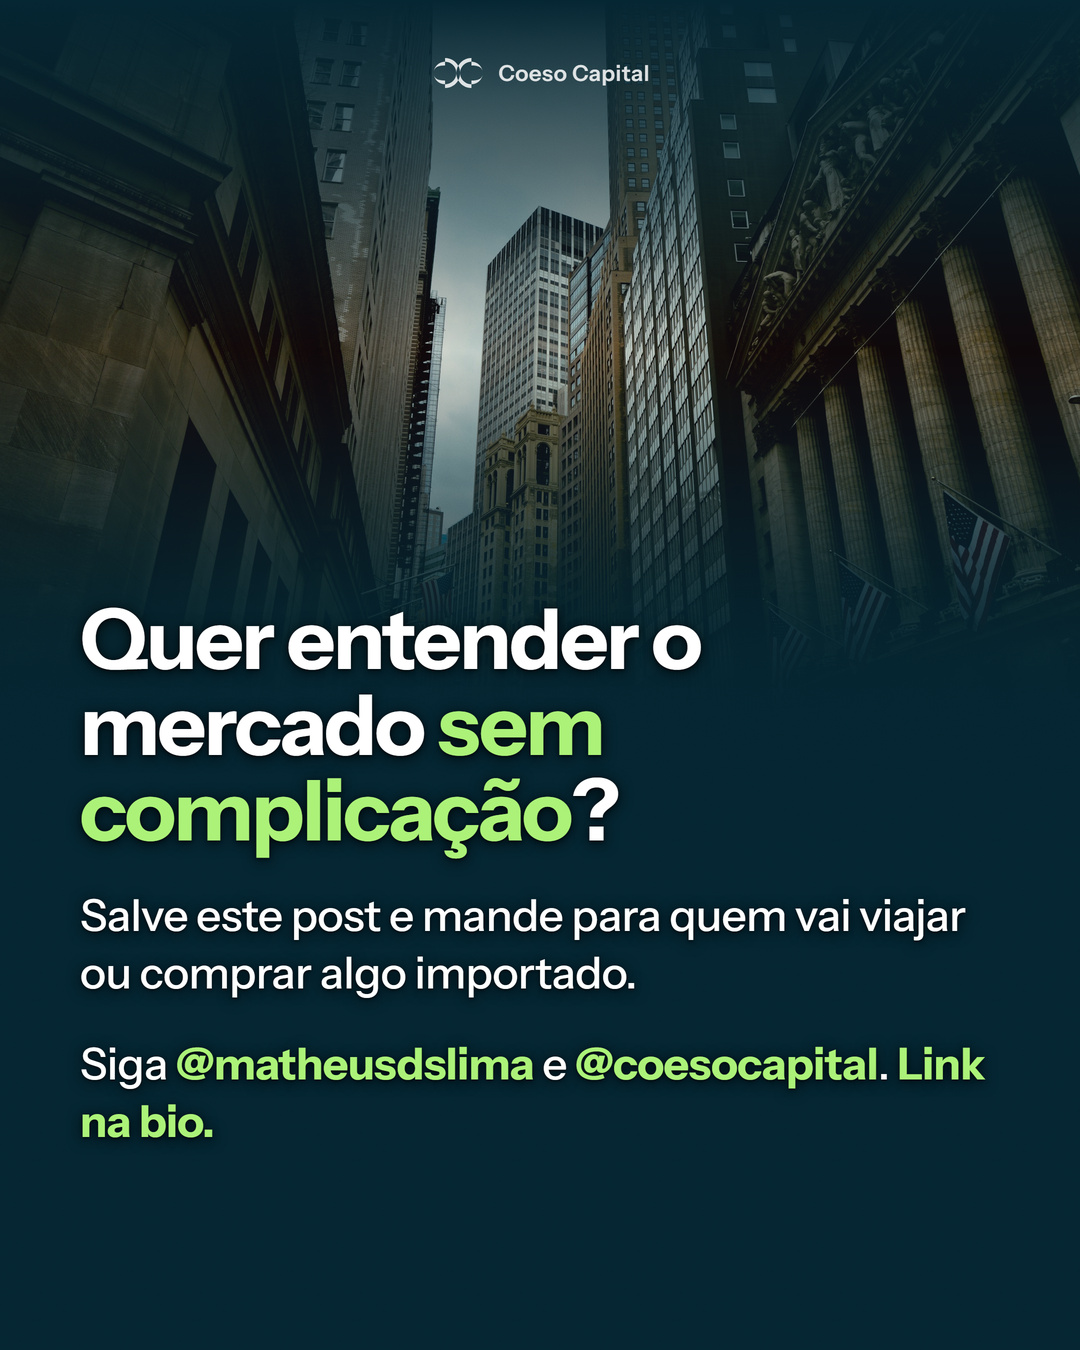 Coeso Capital
Quer entender o
mercado sem
complicação?
Salve este post e mande para quem vai viajar
ou comprar algo importado.
Siga @matheusdslima e @coesocapital. Link
na bio.